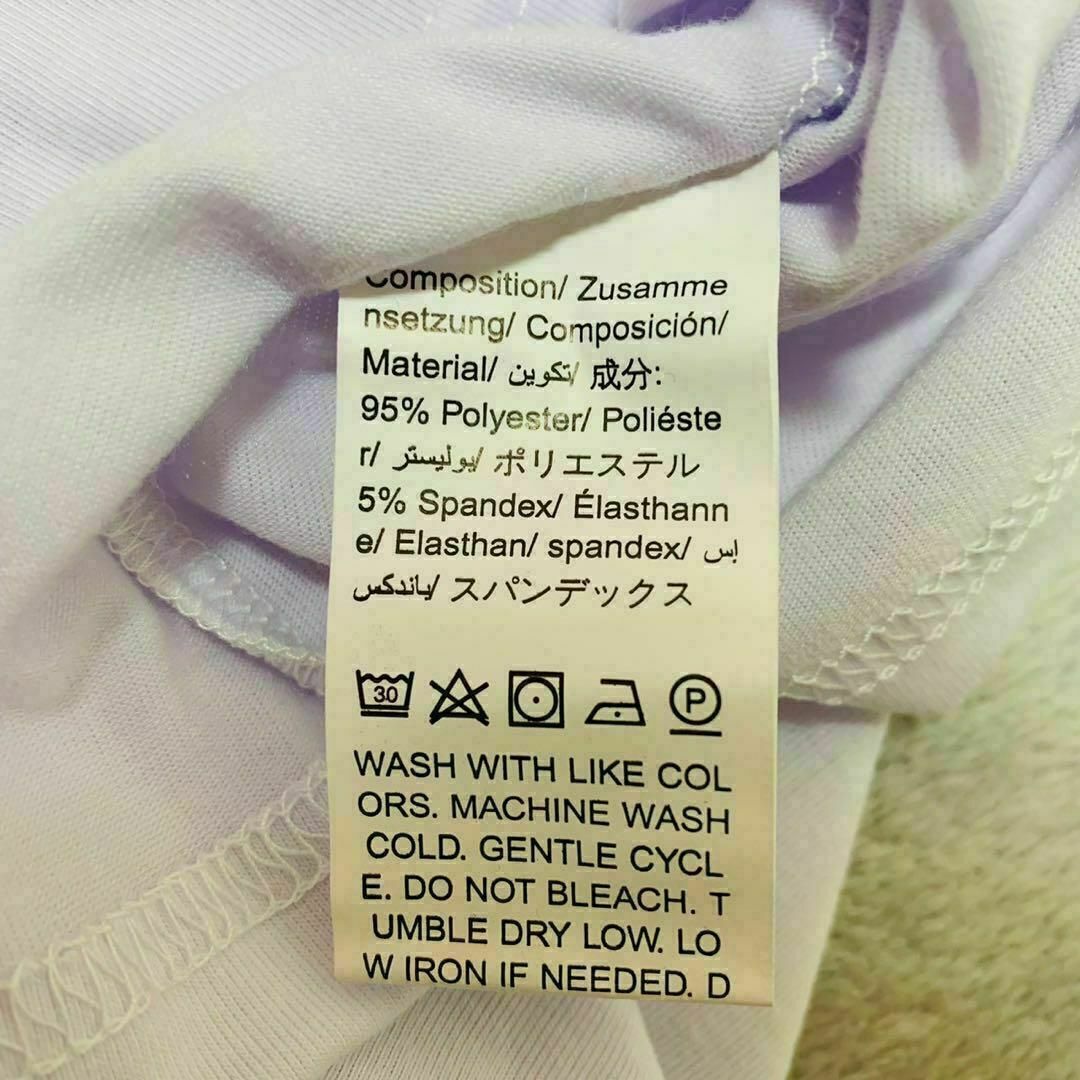 Composition/ Zusamme
nsetzung/ Composición/
Material/ تكوين/ 成分:
95% Polyester/ Poliéste
r/ بوليستر/ ポリエステル
5% Spandex/ Élasthann
e/ Elasthan/ spandex/ اِس
باندكس/ スパンデックス
30 P
WASH WITH LIKE COL
ORS. MACHINE WASH
COLD. GENTLE CYCL
E. DO NOT BLEACH. T
UMBLE DRY LOW. LO
W IRON IF NEEDED. D